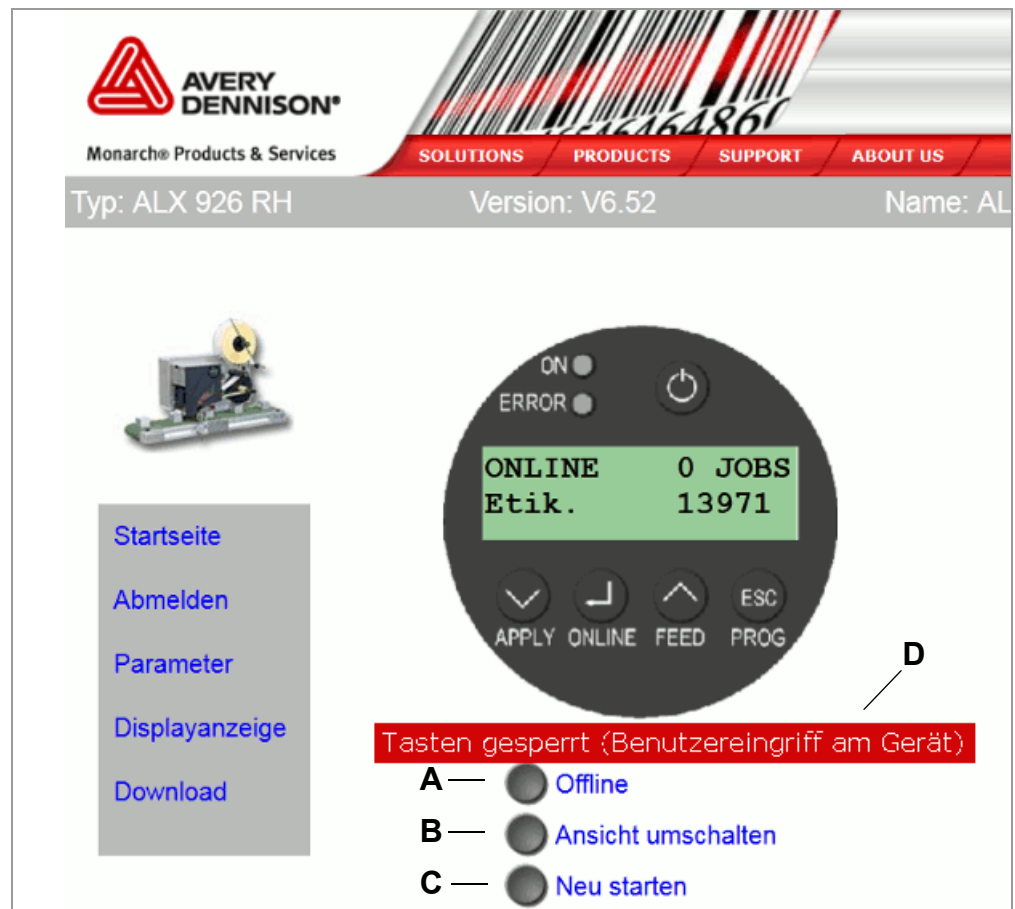 AVERY
DENNISON®
Monarch® Products & Services
SOLUTIONS PRODUCTS SUPPORT ABOUT US
Typ: ALX 926 RH Version: V6.52 Name: AL
ON
ERROR
ONLINE 0 JOBS
Etik. 13971
ESC
APPLY ONLINE FEED PROG
Startseite
Abmelden
Parameter
Displayanzeige
Download
D
Tasten gesperrt (Benutzereingriff am Gerät)
A Offline
B Ansicht umschalten
C Neu starten